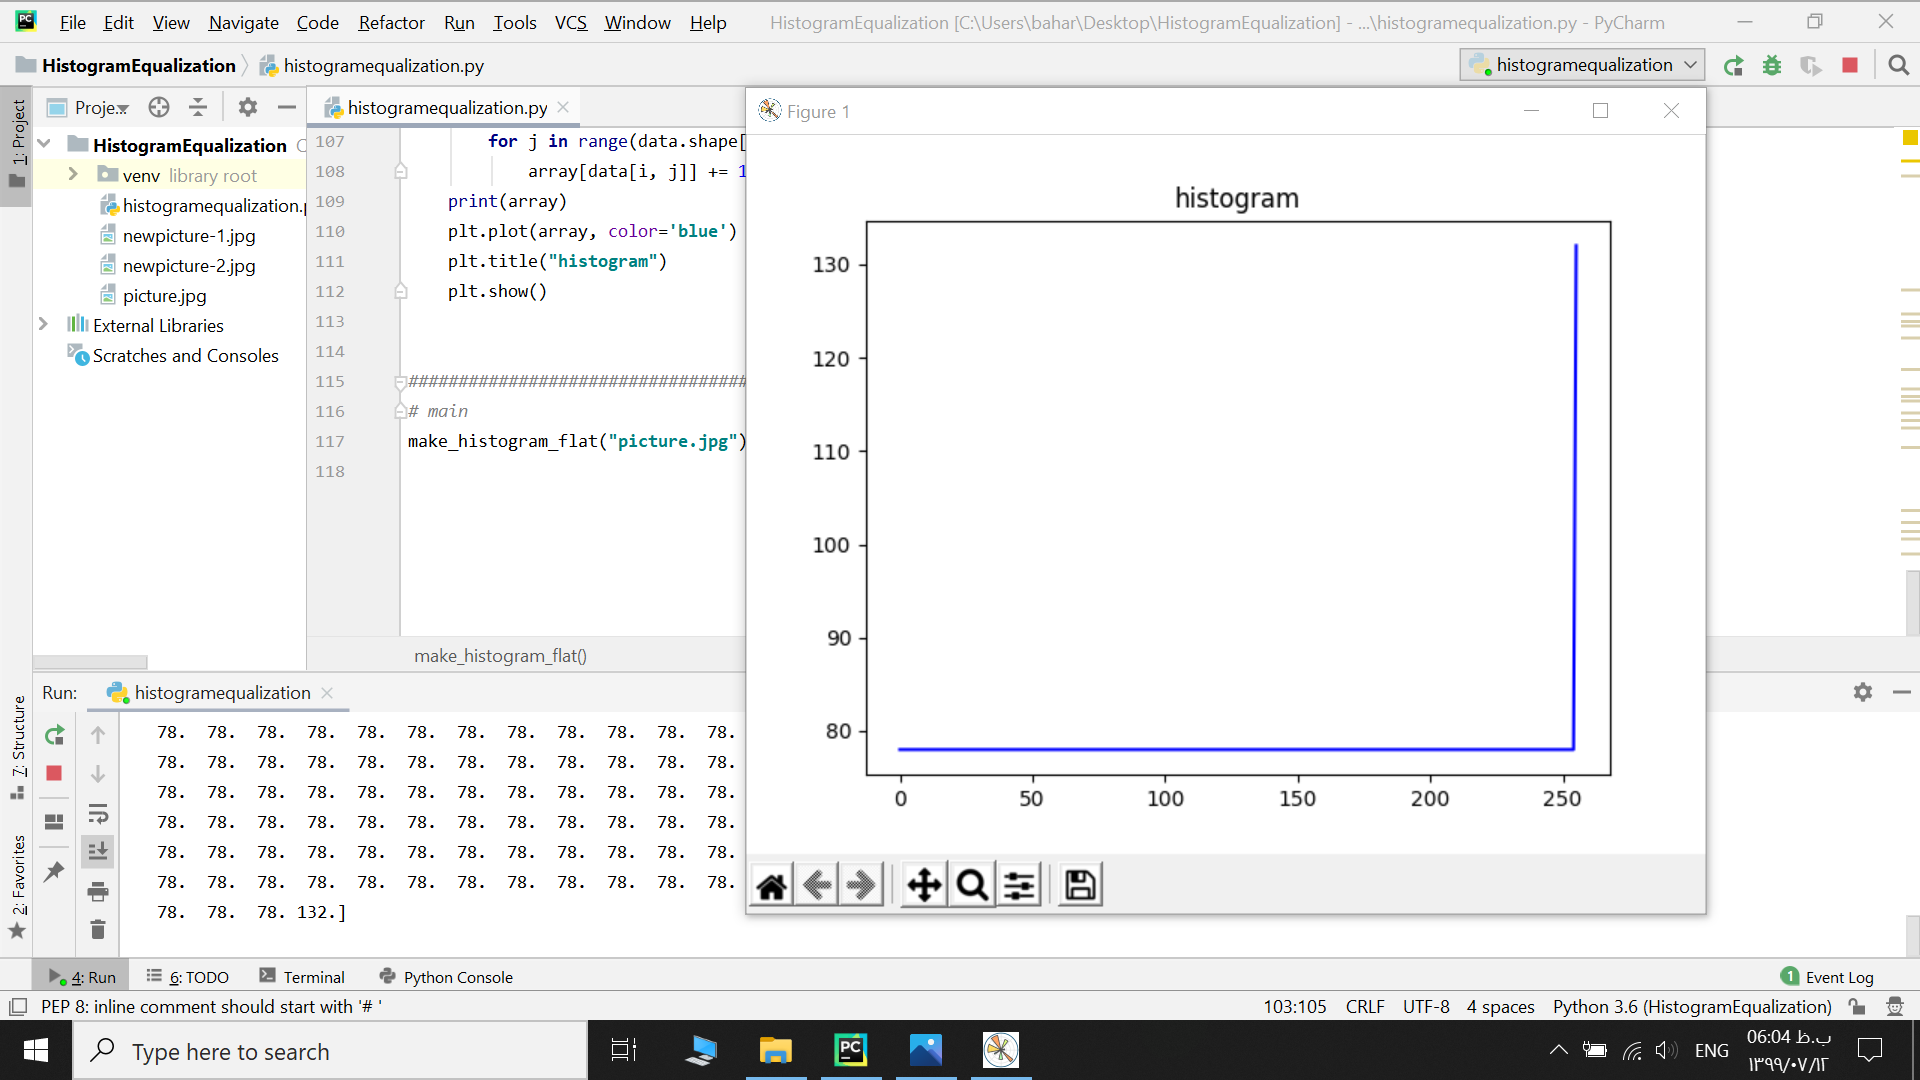 File Edit View Navigate Code Refactor Run Tools VCS Window Help HistogramEqualization [C:\Users\bahar\Desktop\HistogramEqualization] - ...\histogramequalization.py - PyCharm
HistogramEqualization histogramequalization.py histogramequalization
1: Project
Proje...
HistogramEqualization
venv library root
histogramequalization.
newpicture-1.jpg
newpicture-2.jpg
picture.jpg
External Libraries
Scratches and Consoles
histogramequalization.py
107 for j in range(data.shape[
108 array[data[i, j]] += 1
109 print(array)
110 plt.plot(array, color='blue')
111 plt.title("histogram")
112 plt.show()
113
114
115 ##################################
116 # main
117 make_histogram_flat("picture.jpg")
118
make_histogram_flat()
Figure 1
histogram
130
120
110
100
90
80
0 50 100 150 200 250
Run: histogramequalization
7: Structure
2: Favorites
78. 78. 78. 78. 78. 78. 78. 78. 78. 78. 78. 78.
78. 78. 78. 78. 78. 78. 78. 78. 78. 78. 78. 78.
78. 78. 78. 78. 78. 78. 78. 78. 78. 78. 78. 78.
78. 78. 78. 78. 78. 78. 78. 78. 78. 78. 78. 78.
78. 78. 78. 78. 78. 78. 78. 78. 78. 78. 78. 78.
78. 78. 78. 78. 78. 78. 78. 78. 78. 78. 78. 78.
78. 78. 78. 132.]
4: Run 6: TODO Terminal Python Console 1 Event Log
PEP 8: inline comment should start with '# ' 103:105 CRLF UTF-8 4 spaces Python 3.6 (HistogramEqualization)
Type here to search ENG
06:04 ب.ظ
۱۳۹۹/۰۷/۱۲